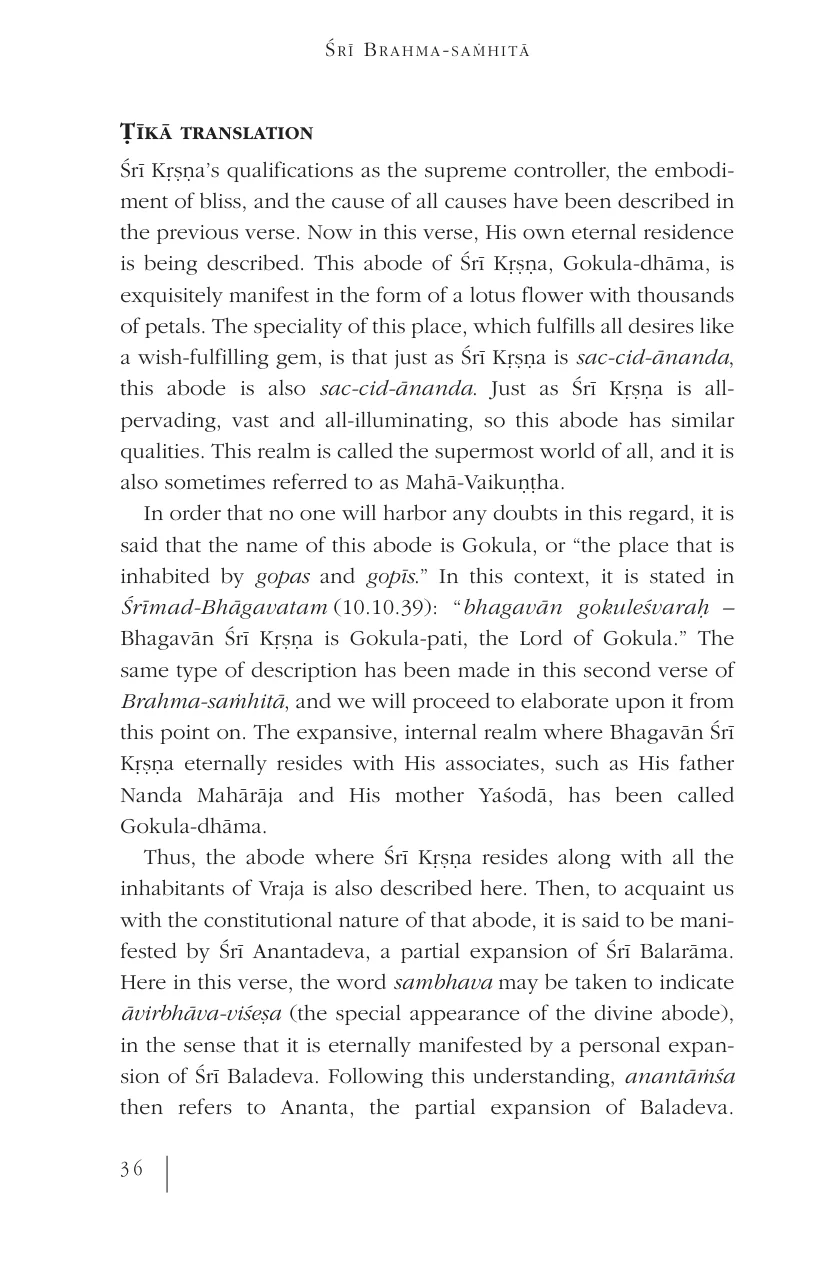 Śrī Brahma-saṁhitā
Ṭīkā translation
Śrī Kṛṣṇa’s qualifications as the supreme controller, the embodi-
ment of bliss, and the cause of all causes have been described in
the previous verse. Now in this verse, His own eternal residence
is being described. This abode of Śrī Kṛṣṇa, Gokula-dhāma, is
exquisitely manifest in the form of a lotus flower with thousands
of petals. The speciality of this place, which fulfills all desires like
a wish-fulfilling gem, is that just as Śrī Kṛṣṇa is sac-cid-ānanda,
this abode is also sac-cid-ānanda. Just as Śrī Kṛṣṇa is all-
pervading, vast and all-illuminating, so this abode has similar
qualities. This realm is called the supermost world of all, and it is
also sometimes referred to as Mahā-Vaikuṇṭha.
In order that no one will harbor any doubts in this regard, it is
said that the name of this abode is Gokula, or “the place that is
inhabited by gopas and gopīs.” In this context, it is stated in
Śrīmad-Bhāgavatam (10.10.39): “bhagavān gokuleśvaraḥ –
Bhagavān Śrī Kṛṣṇa is Gokula-pati, the Lord of Gokula.” The
same type of description has been made in this second verse of
Brahma-saṁhitā, and we will proceed to elaborate upon it from
this point on. The expansive, internal realm where Bhagavān Śrī
Kṛṣṇa eternally resides with His associates, such as His father
Nanda Mahārāja and His mother Yaśodā, has been called
Gokula-dhāma.
Thus, the abode where Śrī Kṛṣṇa resides along with all the
inhabitants of Vraja is also described here. Then, to acquaint us
with the constitutional nature of that abode, it is said to be mani-
fested by Śrī Anantadeva, a partial expansion of Śrī Balarāma.
Here in this verse, the word sambhava may be taken to indicate
āvirbhāva-viśeṣa (the special appearance of the divine abode),
in the sense that it is eternally manifested by a personal expan-
sion of Śrī Baladeva. Following this understanding, anantāṁśa
then refers to Ananta, the partial expansion of Baladeva.
36